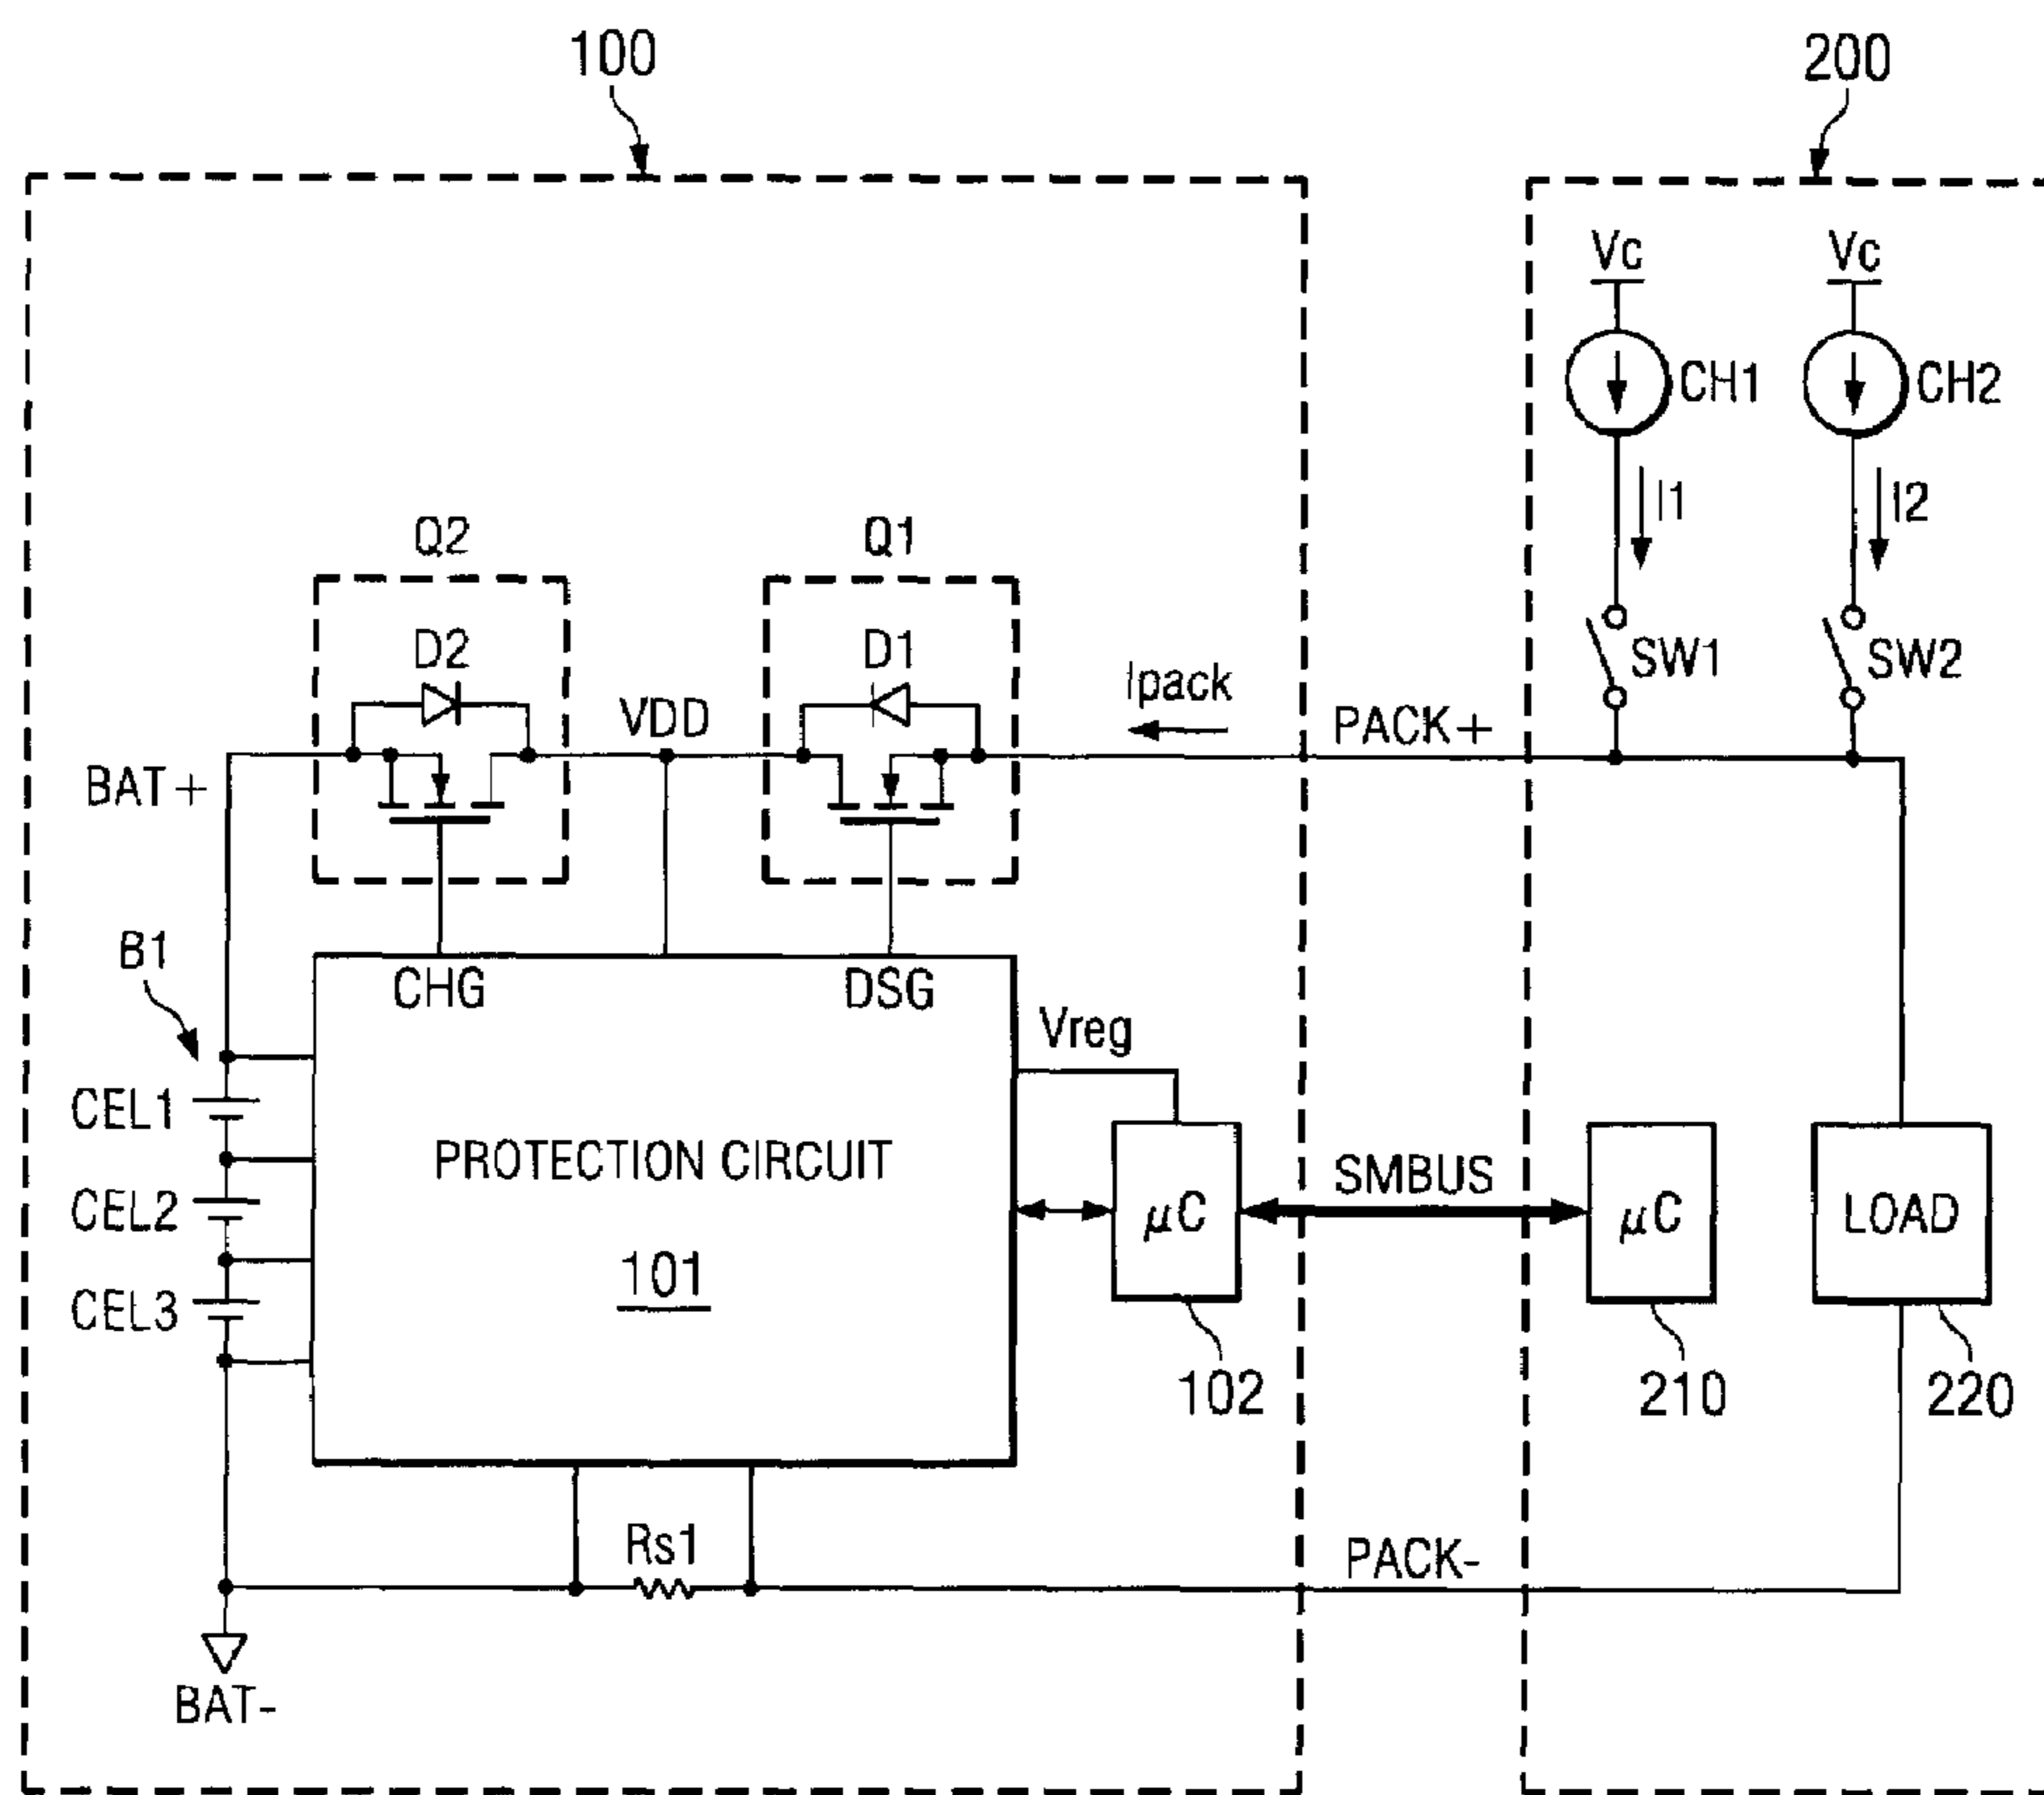 100
200
Vc
Vc
CH1
CH2
I1
I2
Q2
Q1
D2
D1
SW1
SW2
VDD
Ipack
PACK+
BAT+
B1
CHG
DSG
Vreg
CEL1
CEL2
CEL3
PROTECTION CIRCUIT
101
μC
SMBUS
μC
LOAD
102
210
220
Rs1
PACK-
BAT-